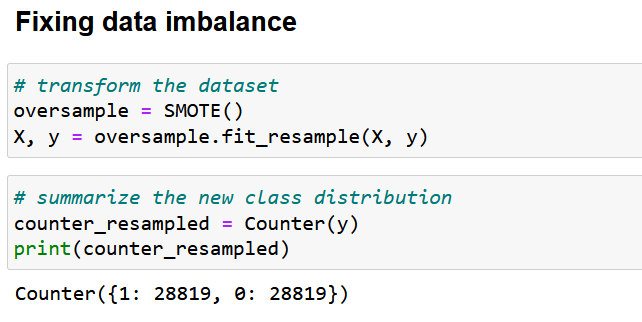 Fixing data imbalance
# transform the dataset
oversample = SMOTE()
X, y = oversample.fit_resample(X, y)
# summarize the new class distribution
counter_resampled = Counter(y)
print(counter_resampled)
Counter({1: 28819, 0: 28819})